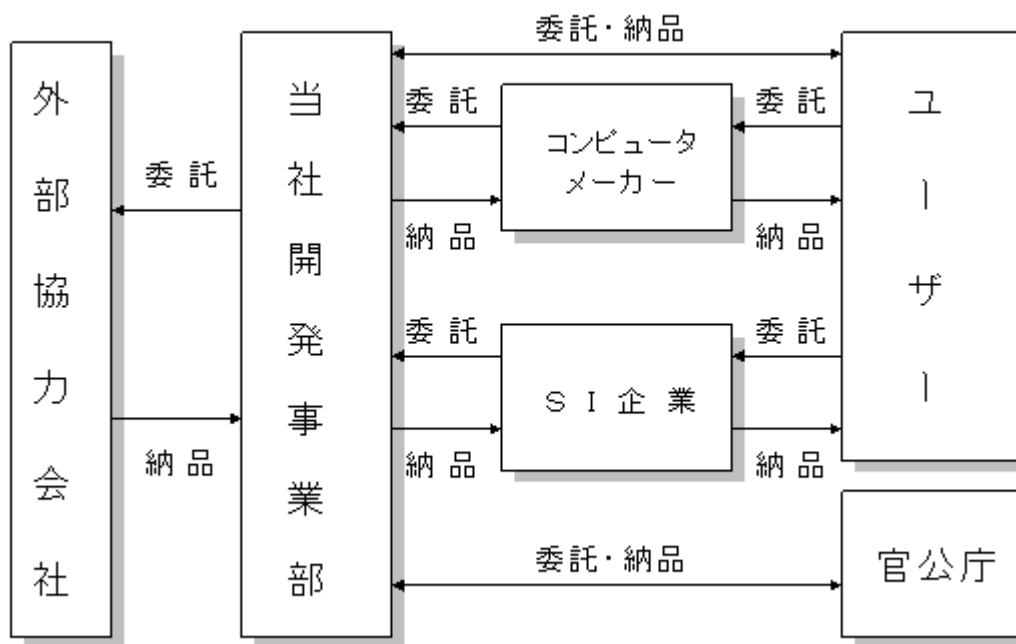 外部協力会社
委託
納品
当社開発事業部
委託・納品
委託
納品
コンピュータ
メーカー
委託
納品
委託
納品
ＳＩ企業
委託
納品
委託・納品
ユーザー
官公庁